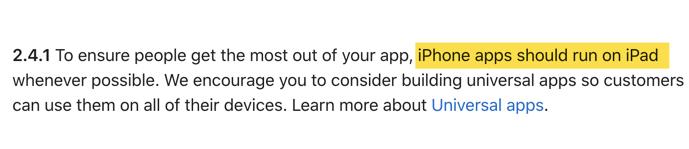 2.4.1 To ensure people get the most out of your app, iPhone apps should run on iPad
whenever possible. We encourage you to consider building universal apps so customers
can use them on all of their devices. Learn more about Universal apps.